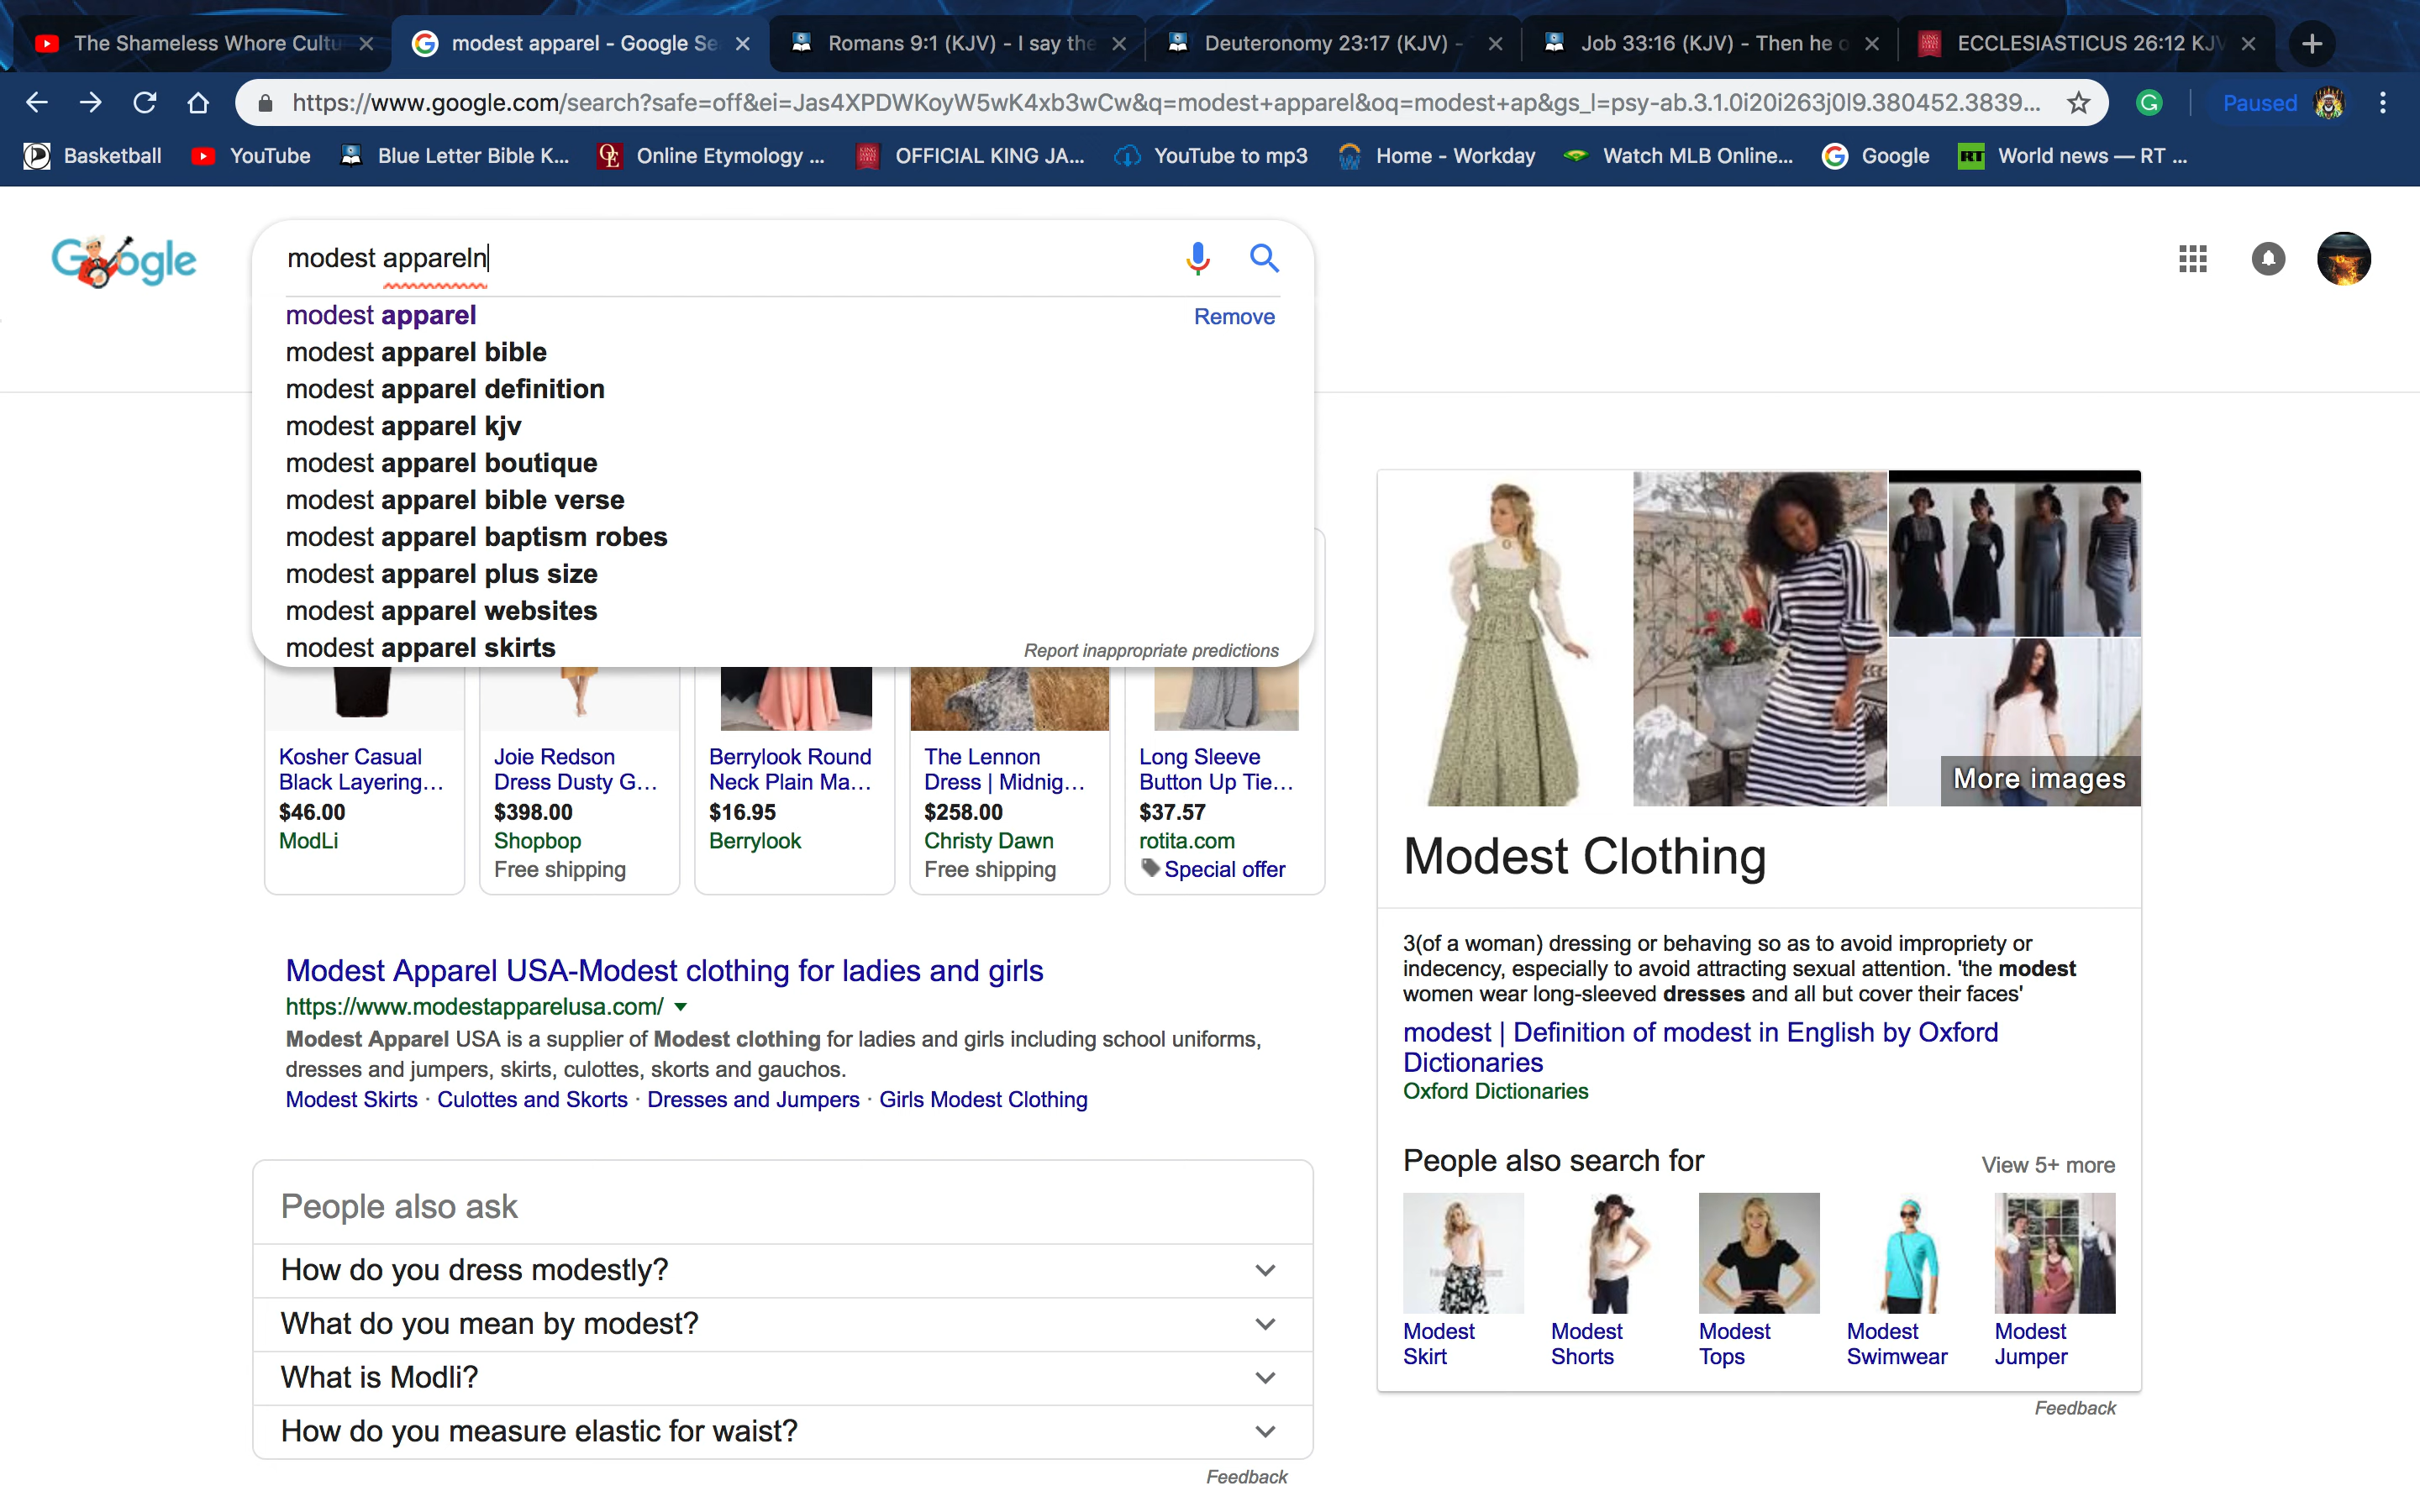 The Shameless Whore Cultu
modest apparel - Google Se
Romans 9:1 (KJV) - I say the
Deuteronomy 23:17 (KJV) -
Job 33:16 (KJV) - Then he o
ECCLESIASTICUS 26:12 KJV
https://www.google.com/search?safe=off&ei=Jas4XPDWKoyW5wK4xb3wCw&q=modest+apparel&oq=modest+ap&gs_l=psy-ab.3.1.0i20i263j0l9.380452.3839...
Paused
Basketball
YouTube
Blue Letter Bible K...
Online Etymology ...
OFFICIAL KING JA...
YouTube to mp3
Home - Workday
Watch MLB Online...
Google
RT
World news — RT ...
Google
modest appareln
modest apparel
Remove
modest apparel bible
modest apparel definition
modest apparel kjv
modest apparel boutique
modest apparel bible verse
modest apparel baptism robes
modest apparel plus size
modest apparel websites
modest apparel skirts
Report inappropriate predictions
Kosher Casual
Black Layering...
$46.00
ModLi
Joie Redson
Dress Dusty G...
$398.00
Shopbop
Free shipping
Berrylook Round
Neck Plain Ma...
$16.95
Berrylook
The Lennon
Dress | Midnig...
$258.00
Christy Dawn
Free shipping
Long Sleeve
Button Up Tie...
$37.57
rotita.com
Special offer
Modest Apparel USA-Modest clothing for ladies and girls
https://www.modestapparelusa.com/
Modest Apparel USA is a supplier of Modest clothing for ladies and girls including school uniforms,
dresses and jumpers, skirts, culottes, skorts and gauchos.
Modest Skirts · Culottes and Skorts · Dresses and Jumpers · Girls Modest Clothing
People also ask
How do you dress modestly?
What do you mean by modest?
What is Modli?
How do you measure elastic for waist?
Feedback
More images
Modest Clothing
3(of a woman) dressing or behaving so as to avoid impropriety or
indecency, especially to avoid attracting sexual attention. 'the modest
women wear long-sleeved dresses and all but cover their faces'
modest | Definition of modest in English by Oxford
Dictionaries
Oxford Dictionaries
People also search for
View 5+ more
Modest
Skirt
Modest
Shorts
Modest
Tops
Modest
Swimwear
Modest
Jumper
Feedback